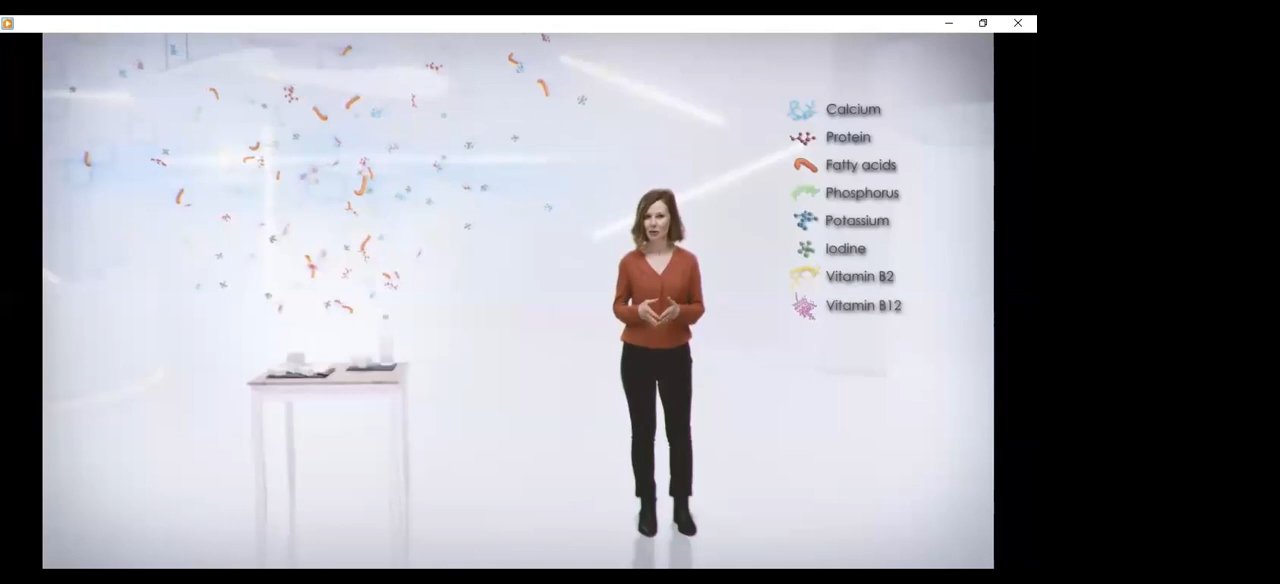 Calcium
Protein
Fatty acids
Phosphorus
Potassium
Iodine
Vitamin B2
Vitamin B12